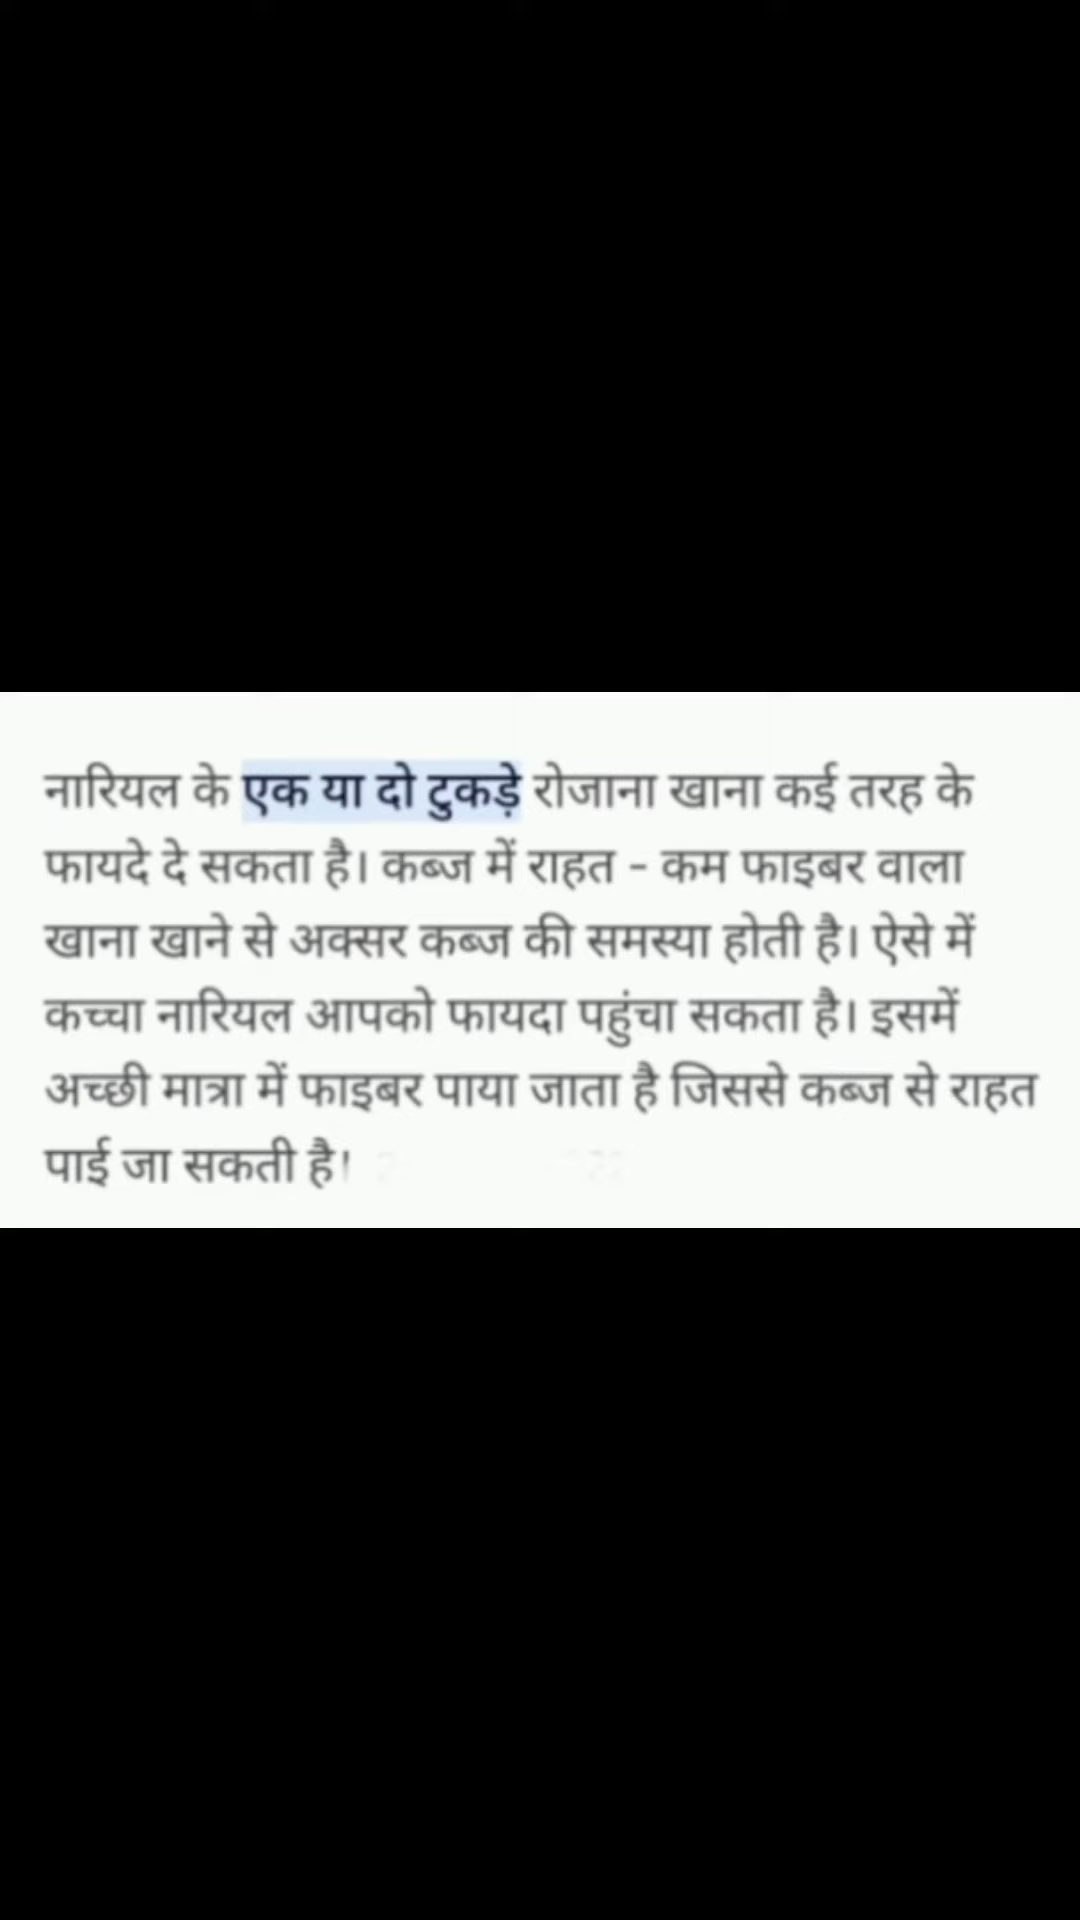 नारियल के एक या दो टुकड़े रोजाना खाना कई तरह के
फायदे दे सकता है। कब्ज में राहत - कम फाइबर वाला
खाना खाने से अक्सर कब्ज की समस्या होती है। ऐसे में
कच्चा नारियल आपको फायदा पहुंचा सकता है। इसमें
अच्छी मात्रा में फाइबर पाया जाता है जिससे कब्ज से राहत
पाई जा सकती है।